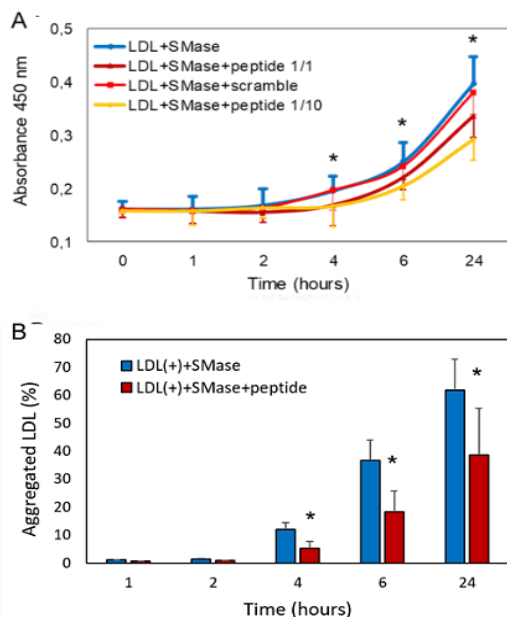 A
0,5
0,4
0,3
0,2
0,1
Absorbance 450 nm
LDL+SMase
LDL+SMase+peptide 1/1
LDL+SMase+scramble
LDL+SMase+peptide 1/10
*
*
*
0 1 2 4 6 24
Time (hours)
B
80
70
60
50
40
30
20
10
0
Aggregated LDL (%)
LDL(+)+SMase
LDL(+)+SMase+peptide
*
*
*
1 2 4 6 24
Time (hours)